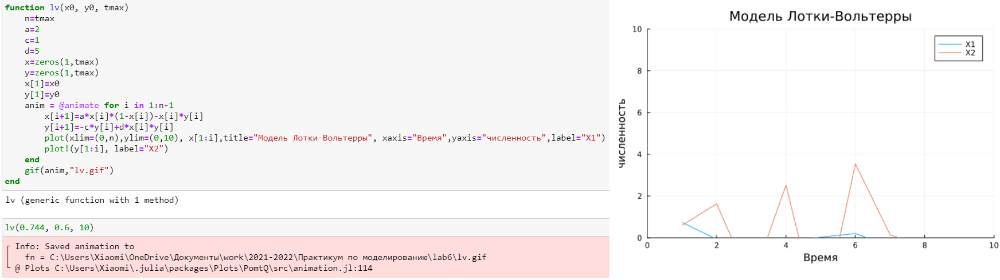 function lv(x0, y0, tmax)
    n=tmax
    a=2
    c=1
    d=5
    x=zeros(1,tmax)
    y=zeros(1,tmax)
    x[1]=x0
    y[1]=y0
    anim = @animate for i in 1:n-1
        x[i+1]=a*x[i]*(1-x[i])-x[i]*y[i]
        y[i+1]=-c*y[i]+d*x[i]*y[i]
        plot(xlim=(0,n),ylim=(0,10), x[1:i],title="Модель Лотки-Вольтерры", xaxis="Время",yaxis="численность",label="X1")
        plot!(y[1:i], label="X2")
    end
    gif(anim,"lv.gif")
end
lv (generic function with 1 method)
lv(0.744, 0.6, 10)
┌ Info: Saved animation to
│   fn = C:\Users\Xiaomi\OneDrive\Документы\work\2021-2022\Практикум по моделированию\lab6\lv.gif
└ @ Plots C:\Users\Xiaomi\.julia\packages\Plots\PomtQ\src\animation.jl:114
Модель Лотки-Вольтерры
X1
X2
10
8
6
4
2
0
численность
0 2 4 6 8 10
Время